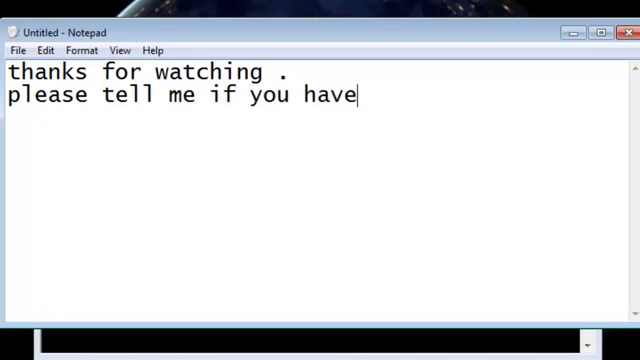 Untitled - Notepad
File Edit Format View Help
thanks for watching .
please tell me if you have